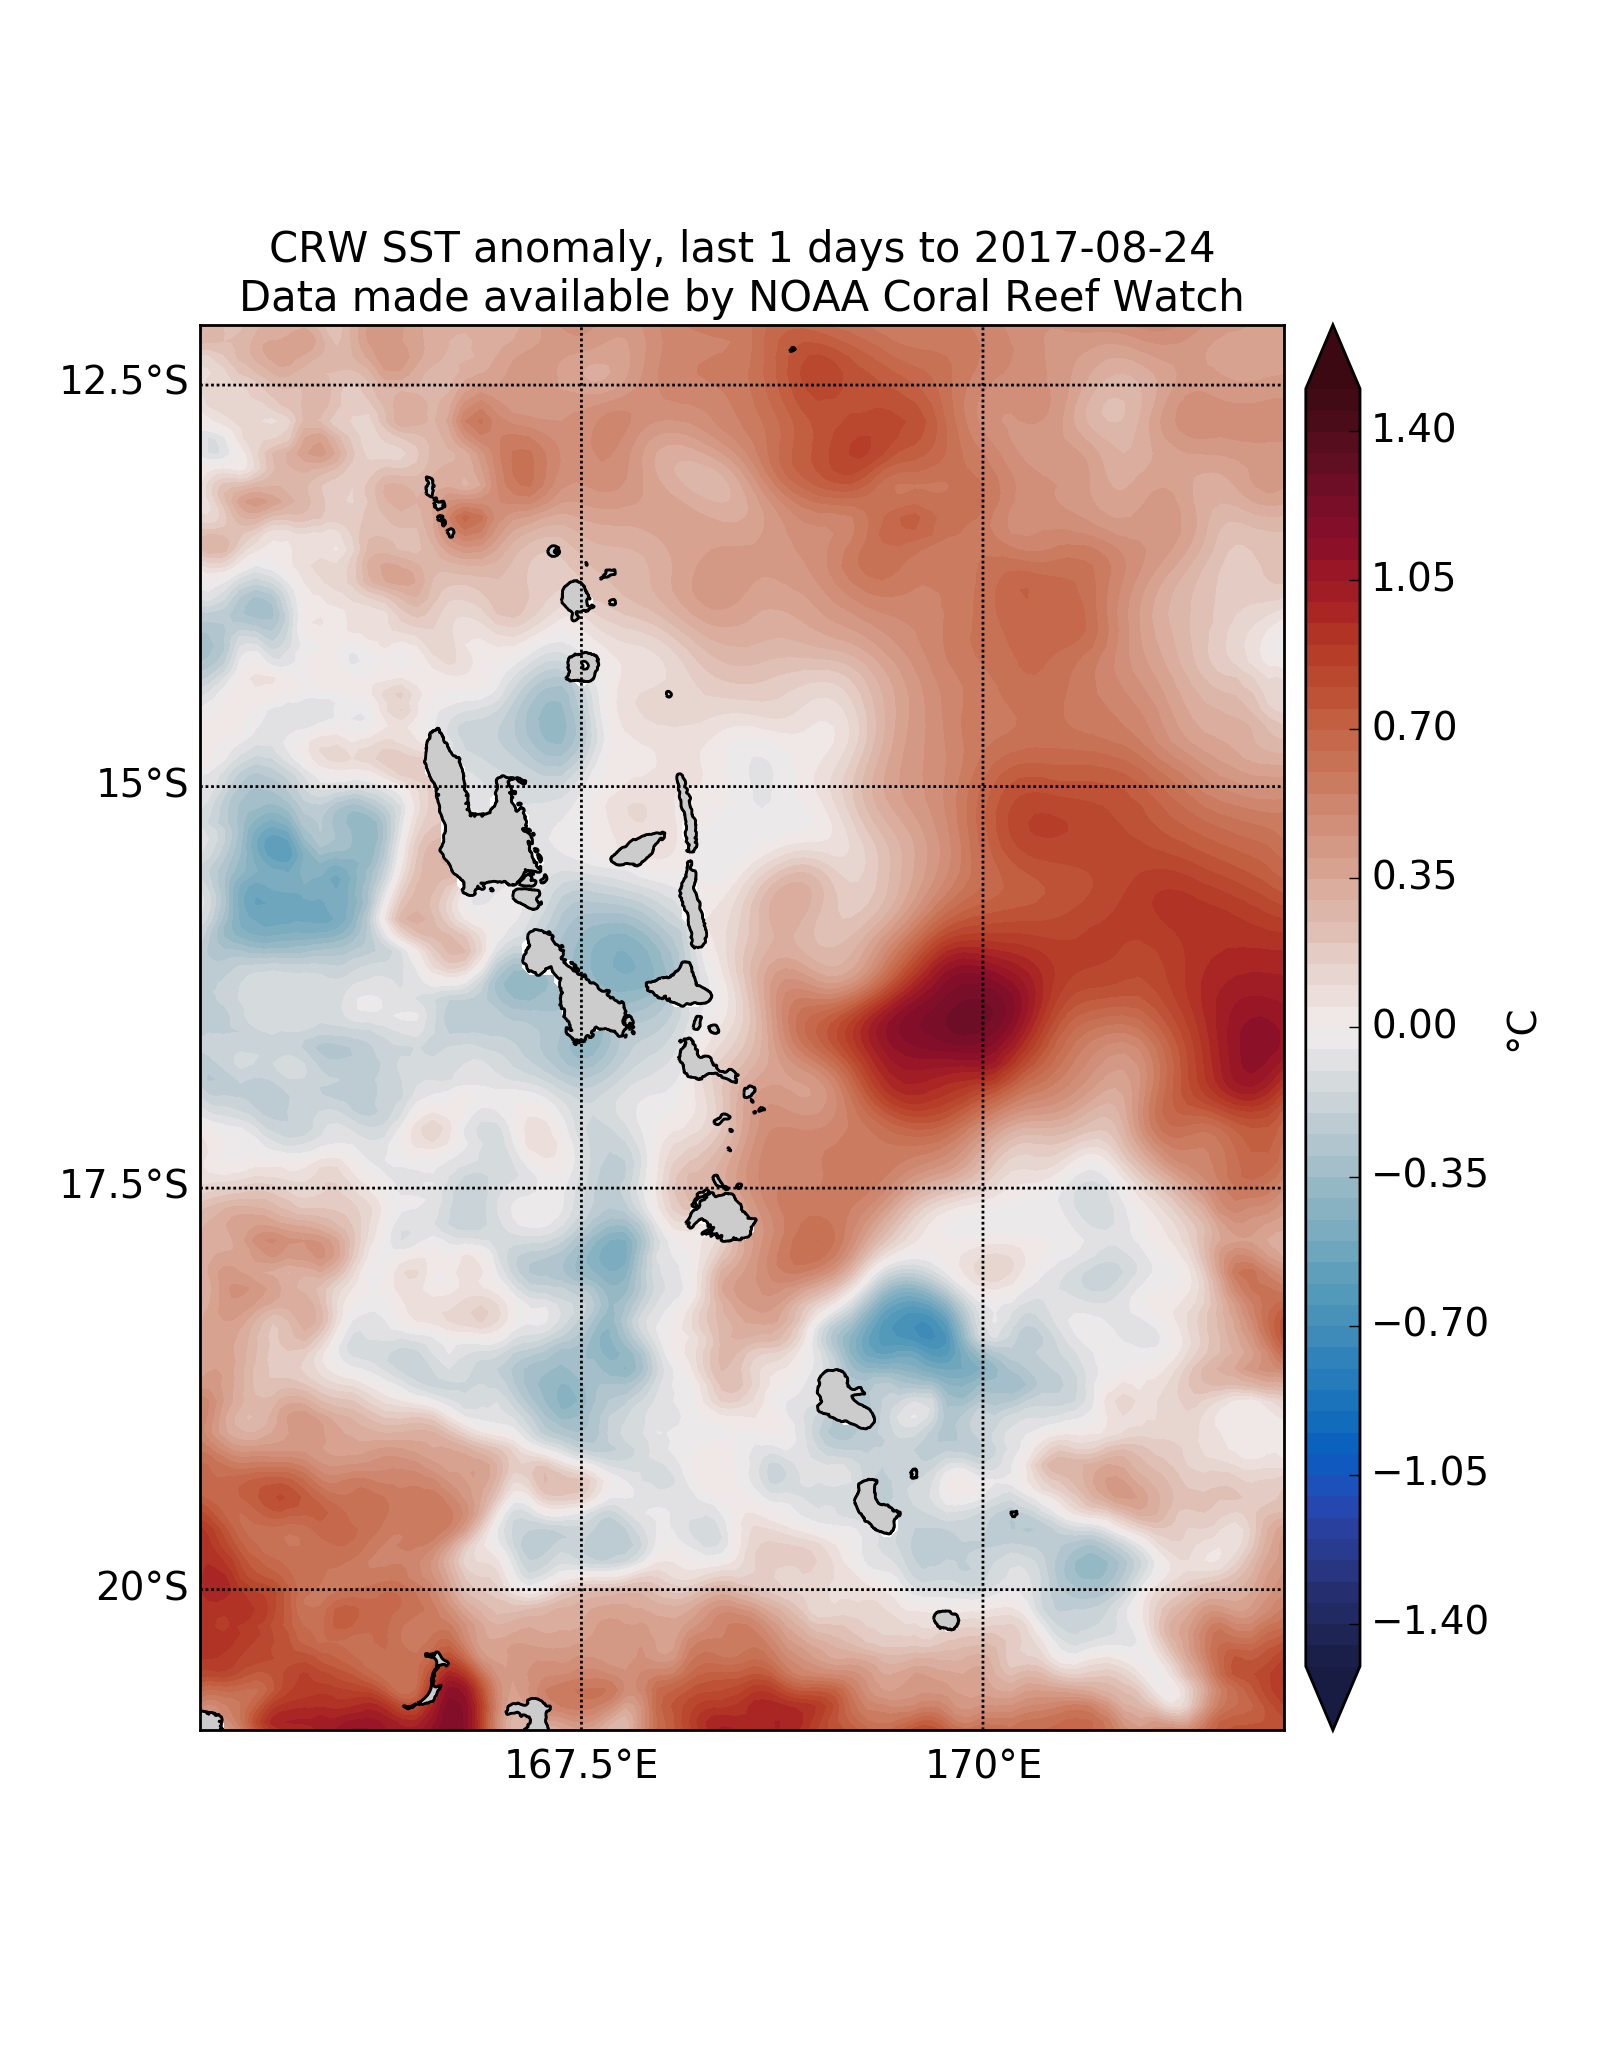 CRW SST anomaly, last 1 days to 2017-08-24
Data made available by NOAA Coral Reef Watch
12.5°S
15°S
17.5°S
20°S
167.5°E
170°E
1.40
1.05
0.70
0.35
0.00
−0.35
−0.70
−1.05
−1.40
°C